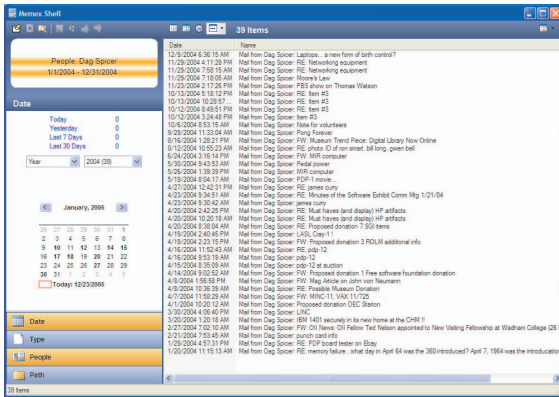 Memex Shell
39 Items
People: Dag Spicer
1/1/2004 - 12/31/2004
Date
Today 0
Yesterday 0
Last 7 Days 0
Last 30 Days 0
Year 2004 (39)
January, 2005
26 27 28 29 30 31 1
2 3 4 5 6 7 8
9 10 11 12 13 14 15
16 17 18 19 20 21 22
23 24 25 26 27 28 29
30 31 1 2 3 4 5
Today: 12/23/2005
Date
Type
People
Path
39 Items
Date Name
12/9/2004 6:36:15 AM Mail from Dag Spicer: Laptops... a new form of birth control?
11/29/2004 4:11:28 PM Mail from Dag Spicer: RE: Networking equipment
11/29/2004 7:58:15 AM Mail from Dag Spicer: RE: Networking equipment
11/29/2004 7:18:05 AM Mail from Dag Spicer: Moore's Law
11/23/2004 2:17:26 PM Mail from Dag Spicer: PBS show on Thomas Watson
10/13/2004 5:18:12 PM Mail from Dag Spicer: RE: Item #3
10/13/2004 10:28:57 ... Mail from Dag Spicer: RE: Item #3
10/12/2004 8:49:51 PM Mail from Dag Spicer: RE: Item #3
10/12/2004 3:24:48 PM Mail from Dag Spicer: Item #3
10/6/2004 8:53:15 AM Mail from Dag Spicer: Note for volunteers
9/29/2004 11:33:04 AM Mail from Dag Spicer: Pong Forever
8/16/2004 1:28:21 PM Mail from Dag Spicer: FW: Museum Trend Piece: Digital Library Now Online
8/12/2004 10:55:23 AM Mail from Dag Spicer: RE: photo ID of ron smart, bill long, gwen bell
6/24/2004 3:16:14 PM Mail from Dag Spicer: FW: MIR computer
5/30/2004 9:43:53 AM Mail from Dag Spicer: Pedal power
5/26/2004 1:39:39 PM Mail from Dag Spicer: MIR computer
5/19/2004 8:04:17 AM Mail from Dag Spicer: PDP-1 movie...
4/27/2004 12:42:31 PM Mail from Dag Spicer: RE: james curry
4/23/2004 9:34:51 AM Mail from Dag Spicer: RE: Minutes of the Software Exhibit Comm Mtg 1/21/04
4/23/2004 9:30:42 AM Mail from Dag Spicer: james curry
4/20/2004 2:42:25 PM Mail from Dag Spicer: RE: Must haves (and display) HP artifacts
4/20/2004 10:20:18 AM Mail from Dag Spicer: RE: Must haves (and display) HP artifacts
4/20/2004 8:38:04 AM Mail from Dag Spicer: RE: Proposed donation 7 SGI items
4/19/2004 2:40:45 PM Mail from Dag Spicer: LASL Cray-1!
4/19/2004 2:23:15 PM Mail from Dag Spicer: FW: Proposed donation 3 ROLM additional info
4/16/2004 11:52:43 AM Mail from Dag Spicer: RE: pdp-12
4/16/2004 9:53:19 AM Mail from Dag Spicer: pdp-12
4/15/2004 8:35:09 AM Mail from Dag Spicer: pdp-12 at auction
4/14/2004 9:02:52 AM Mail from Dag Spicer: FW: Proposed donation 1 Free software foundation donation
4/8/2004 1:56:58 PM Mail from Dag Spicer: FW: Mag Article on John von Neumann
4/8/2004 10:36:39 AM Mail from Dag Spicer: RE: Possible Museum Donation
4/7/2004 11:58:29 AM Mail from Dag Spicer: FW: MINC-11, VAX 11/725
4/1/2004 10:20:12 AM Mail from Dag Spicer: Proposed donation DEC Station
3/30/2004 4:06:40 PM Mail from Dag Spicer: LINC
3/20/2004 1:20:18 AM Mail from Dag Spicer: IBM 1401 securely in its new home at the CHM !!
2/27/2004 7:02:10 AM Mail from Dag Spicer: FW: OII News: OII Fellow Ted Nelson appointed to New Visiting Fellowship at Wadham College (26
2/21/2004 7:53:45 AM Mail from Dag Spicer: punch card info
1/29/2004 4:57:31 PM Mail from Dag Spicer: RE: PDP board tester on Ebay
1/20/2004 11:15:13 AM Mail from Dag Spicer: RE: memory failure...what day in April 64 was the 360 introduced? April 7, 1964 was the introducation